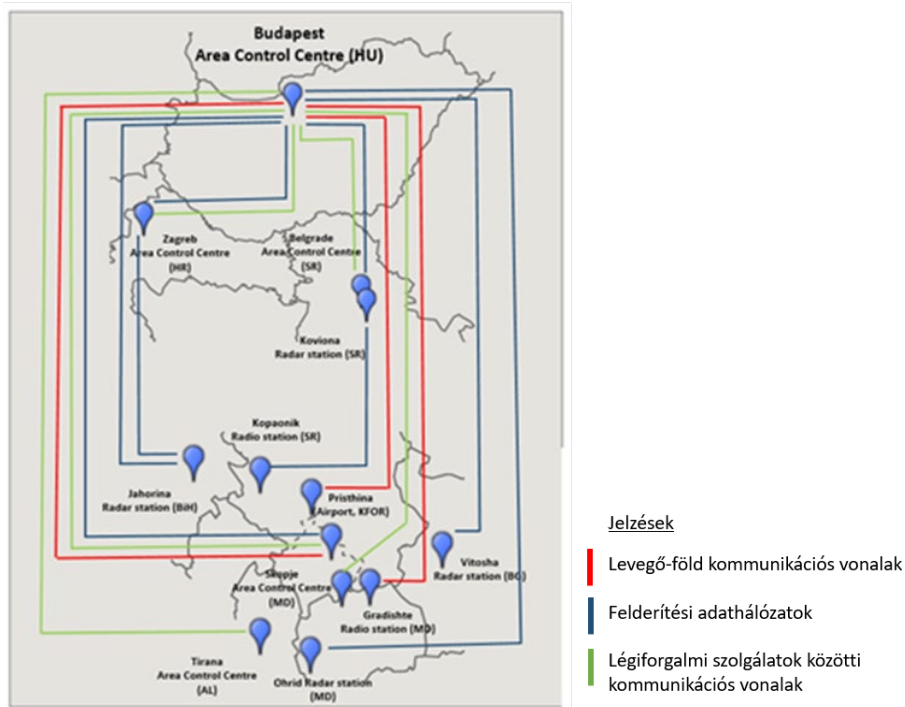 Budapest
Area Control Centre (HU)
Zagreb
Area Control Centre
(HR)
Belgrade
Area Control Centre
(SR)
Koviona
Radar station (SR)
Kopaonik
Radio station (SR)
Jahorina
Radar station (BiH)
Pristhina
(Airport, KFOR)
Skopje
Area Control Centre
(MD)
Vitosha
Radar station (BG)
Gradishte
Radio station (MD)
Tirana
Area Control Centre
(AL)
Ohrid Radar station
(MD)
Jelzések
Levegő-föld kommunikációs vonalak
Felderítési adathálózatok
Légiforgalmi szolgálatok közötti
kommunikációs vonalak